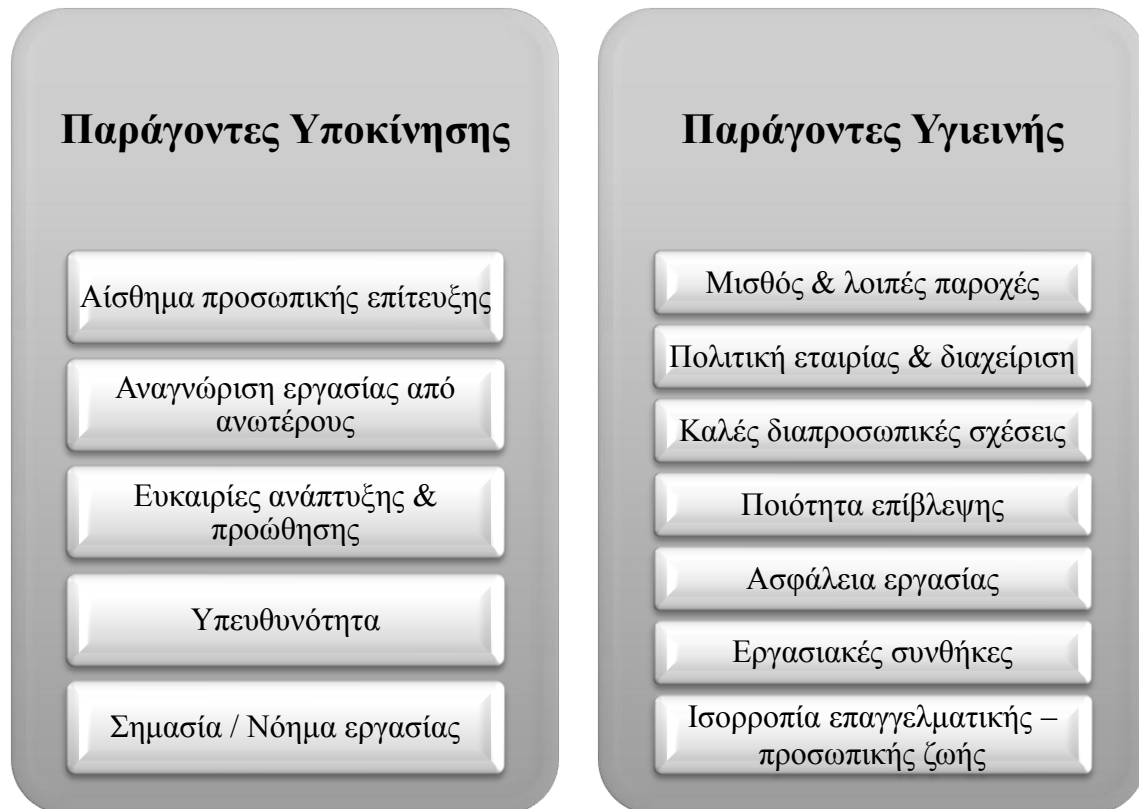 Παράγοντες Υποκίνησης
Αίσθημα προσωπικής επίτευξης
Αναγνώριση εργασίας από
ανωτέρους
Ευκαιρίες ανάπτυξης &
προώθησης
Υπευθυνότητα
Σημασία / Νόημα εργασίας
Παράγοντες Υγιεινής
Μισθός & λοιπές παροχές
Πολιτική εταιρίας & διαχείριση
Καλές διαπροσωπικές σχέσεις
Ποιότητα επίβλεψης
Ασφάλεια εργασίας
Εργασιακές συνθήκες
Ισορροπία επαγγελματικής –
προσωπικής ζωής